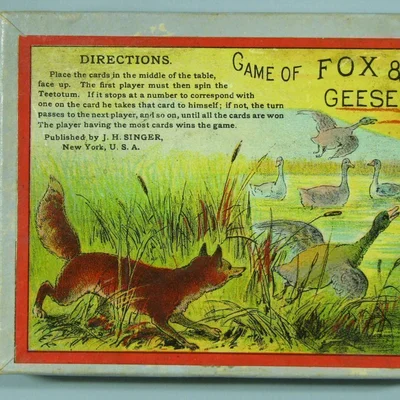 DIRECTIONS.
Place the cards in the middle of the table,
face up. The first player must then spin the
Teetotum. If it stops at a number to correspond with
one on the card he takes that card to himself; if not, the turn
passes to the next player, and so on, until all the cards are won
The player having the most cards wins the game.
Published by J. H. SINGER,
New York, U. S. A.
GAME OF FOX &
GEESE